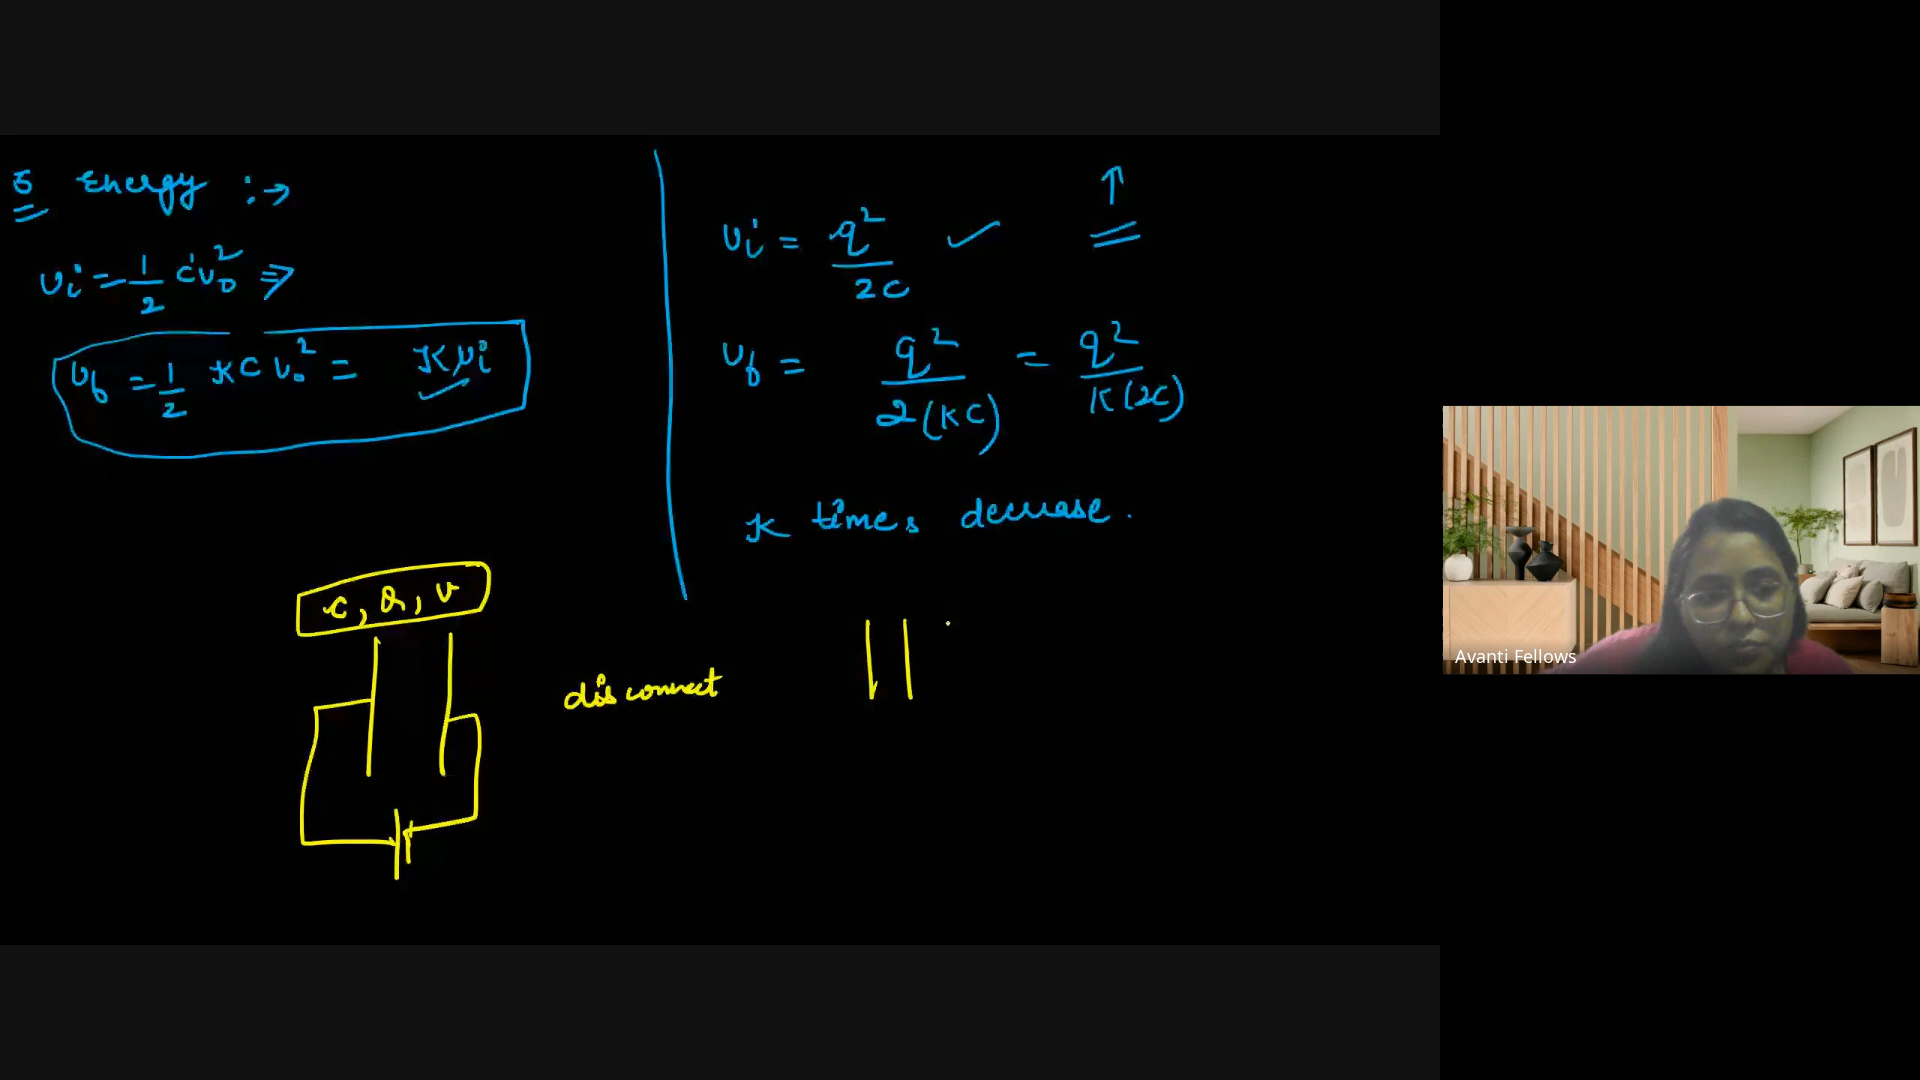 5 Energy :→
Ui = 1/2 CV₀² ⇒
Uf = 1/2 KCV₀² = KUi
Ui = q²/2C ✓ ↑
Uf = q²/2(KC) = q²/K(2C)
K times decrease.
C, Q, V
disconnect
Avanti Fellows